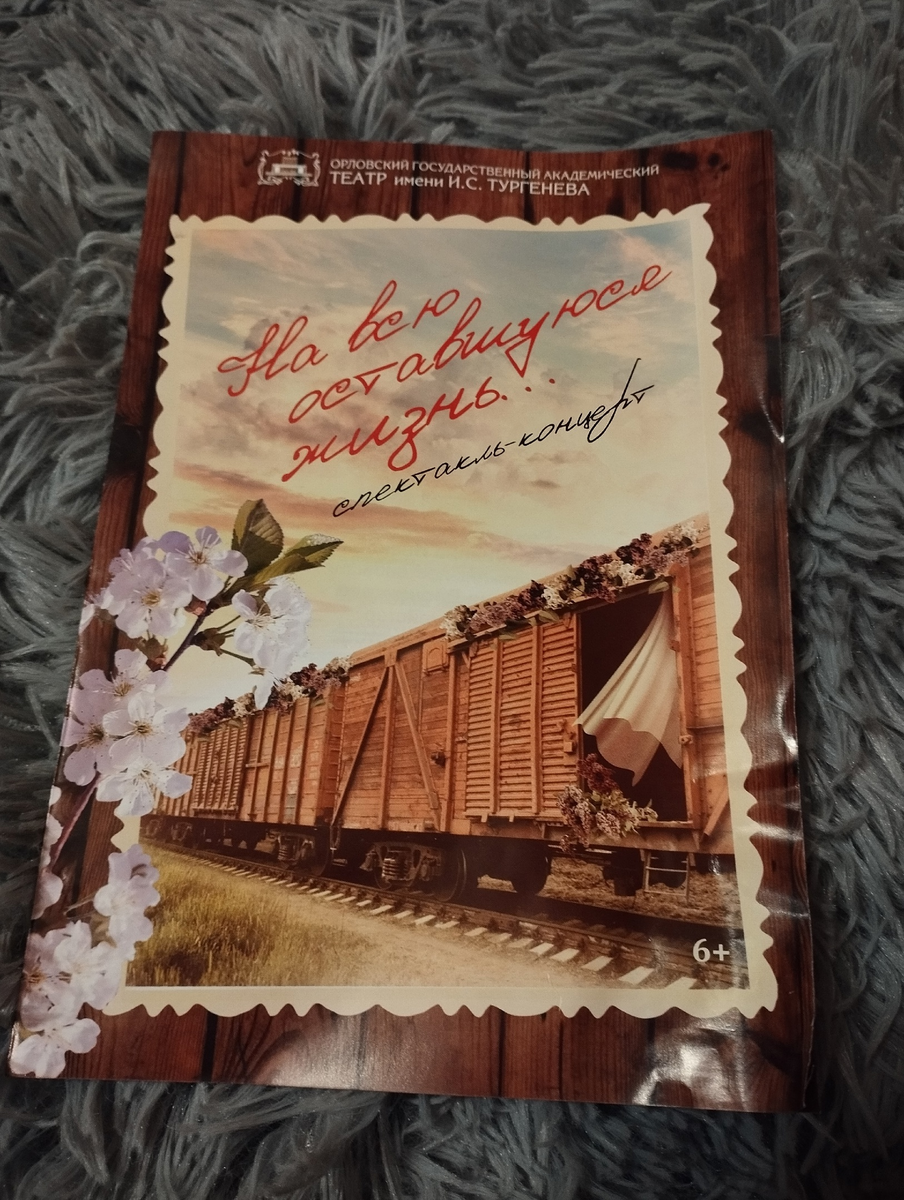 ОРЛОВСКИЙ ГОСУДАРСТВЕННЫЙ АКАДЕМИЧЕСКИЙ
ТЕАТР имени И.С. ТУРГЕНЕВА
На всю
оставшуюся
жизнь...
спектакль-концерт
6+